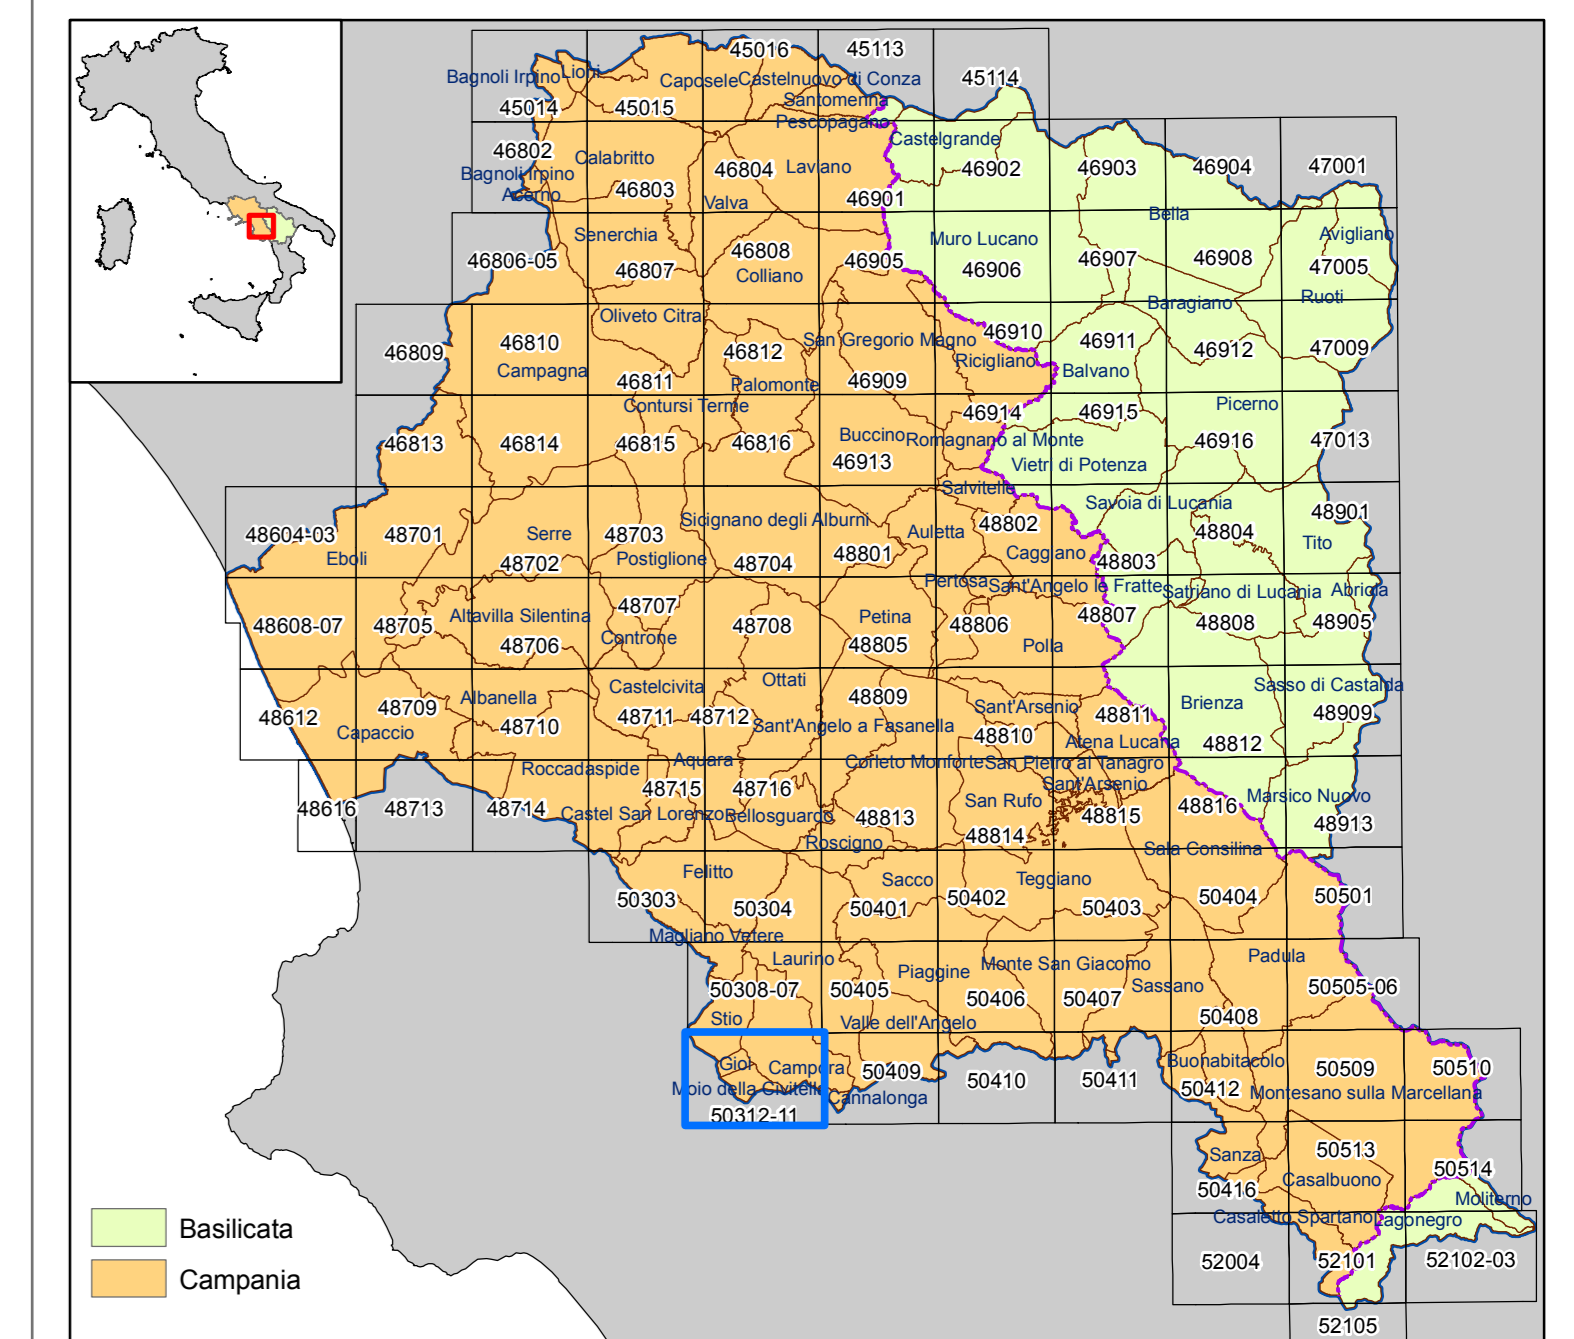 45016
45113
45114
Bagnoli Irpino
Lioni
Caposele
Castelnuovo di Conza
45014
45015
Santomenna
Pescopagano
Castelgrande
46802
Calabritto
46804
Laviano
46902
46903
46904
47001
Bagnoli Irpino
Acerno
46803
Valva
46901
Bella
Senerchia
Muro Lucano
Avigliano
46806-05
46807
46808
Colliano
46905
46906
46907
46908
47005
Oliveto Citra
Baragiano
Ruoti
46809
46810
Campagna
46812
San Gregorio Magno
46910
Ricigliano
46911
46912
47009
46811
Palomonte
46909
Balvano
Contursi Terme
46914
46915
Picerno
46813
46814
46815
46816
Buccino
Romagnano al Monte
46916
47013
46913
Vietri di Potenza
Salvitelle
Savoia di Lucania
48604-03
Eboli
48701
Serre
48703
Sicignano degli Alburni
Auletta
48802
48804
48901
48702
Postiglione
48704
48801
Caggiano
48803
Tito
Pertosa
Sant'Angelo le Fratte
Satriano di Lucania
Abriola
48608-07
48705
Altavilla Silentina
48707
48708
Petina
48806
48807
48808
48905
48706
Controne
48805
Polla
Albanella
Castelcivita
Ottati
48809
Sant'Arsenio
Brienza
Sasso di Castalda
48612
48709
Capaccio
48710
48711
48712
Sant'Angelo a Fasanella
48810
48811
48812
48909
Atena Lucana
Roccadaspide
Aquara
Corleto Monforte
San Pietro al Tanagro
Sant'Arsenio
48616
48713
48714
48715
48716
San Rufo
48816
Marsico Nuovo
Castel San Lorenzo
Bellosguardo
48813
48814
48815
48913
Roscigno
Sala Consilina
Felitto
Sacco
Teggiano
50303
50304
50401
50402
50403
50404
50501
Magliano Vetere
Laurino
Piaggine
Monte San Giacomo
Padula
50308-07
50405
50406
50407
Sassano
50505-06
Stio
Valle dell'Angelo
50408
Gioi
Campora
50409
50410
50411
Buonabitacolo
50509
50510
Moio della Civitella
Cannalonga
50412
Montesano sulla Marcellana
50312-11
Sanza
50513
50514
50416
Casalbuono
Moliterno
Casaletto Spartano
Lagonegro
52004
52101
52102-03
52105
Basilicata
Campania